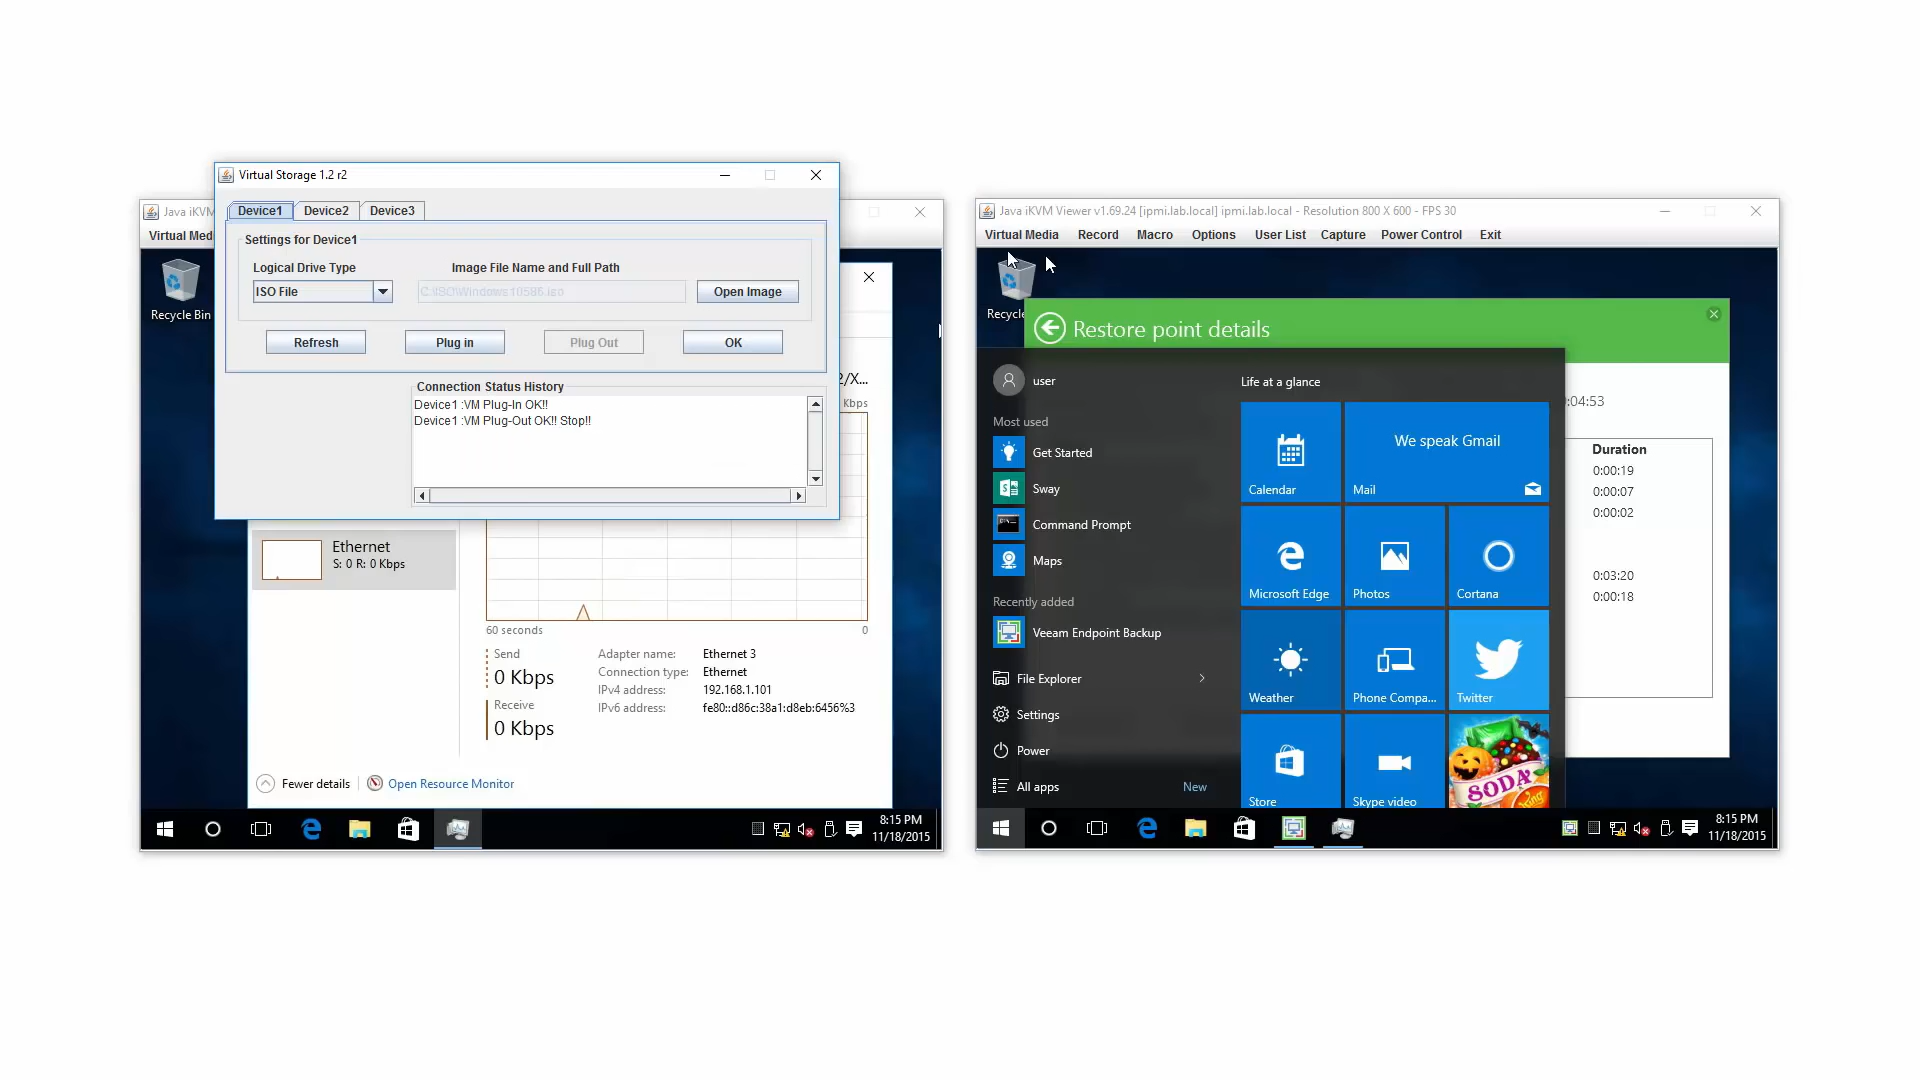 Virtual Storage 1.2 r2
Java iKVM
Virtual Med
Device1
Device2
Device3
Settings for Device1
Logical Drive Type
Image File Name and Full Path
ISO File
C:\ISO\Windows10586.iso
Open Image
Refresh
Plug in
Plug Out
OK
Connection Status History
Device1 :VM Plug-In OK!!
Device1 :VM Plug-Out OK!! Stop!!
Recycle Bin
2/X...
Kbps
Ethernet
S: 0 R: 0 Kbps
60 seconds
0
Send
0 Kbps
Receive
0 Kbps
Adapter name: Ethernet 3
Connection type: Ethernet
IPv4 address: 192.168.1.101
IPv6 address: fe80::d86c:38a1:d8eb:6456%3
Fewer details
Open Resource Monitor
8:15 PM
11/18/2015
Java iKVM Viewer v1.69.24 [ipmi.lab.local] ipmi.lab.local - Resolution 800 X 600 - FPS 30
Virtual Media Record Macro Options User List Capture Power Control Exit
Recycle
Restore point details
:04:53
Duration
0:00:19
0:00:07
0:00:02
0:03:20
0:00:18
user
Most used
Get Started
Sway
Command Prompt
Maps
Recently added
Veeam Endpoint Backup
File Explorer
Settings
Power
All apps
New
Life at a glance
Calendar
We speak Gmail
Mail
Microsoft Edge
Photos
Cortana
Weather
Phone Compa...
Twitter
Store
Skype video
SODA
8:15 PM
11/18/2015